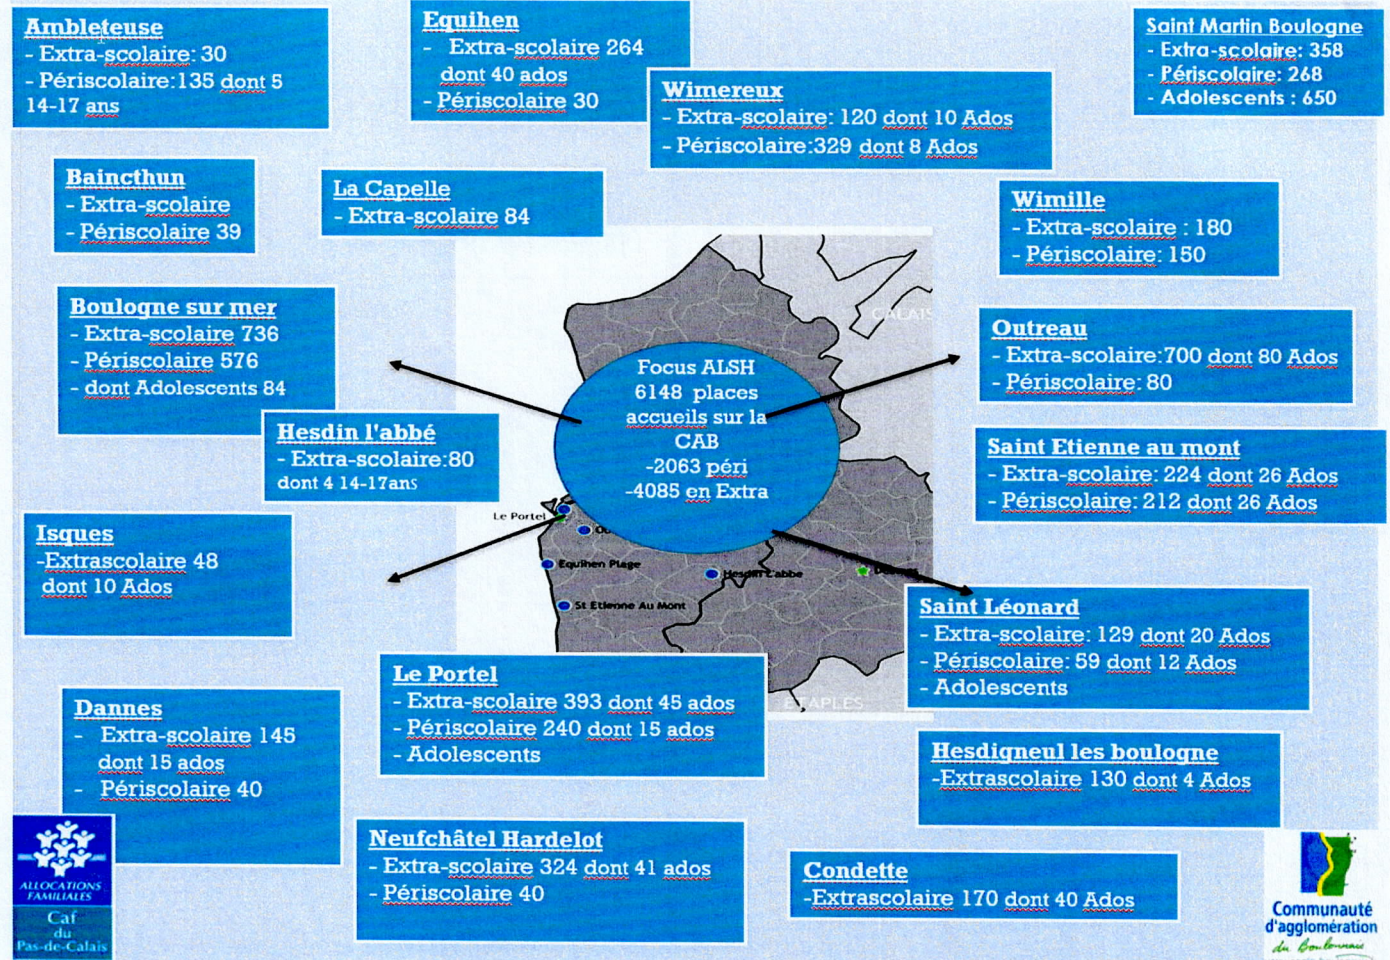 Ambleteuse
- Extra-scolaire: 30
- Périscolaire:135 dont 5
14-17 ans
Equihen
- Extra-scolaire 264
dont 40 ados
- Périscolaire 30
Wimereux
- Extra-scolaire: 120 dont 10 Ados
- Périscolaire:329 dont 8 Ados
Saint Martin Boulogne
- Extra-scolaire: 358
- Périscolaire: 268
- Adolescents : 650
Baincthun
- Extra-scolaire
- Périscolaire 39
La Capelle
- Extra-scolaire 84
Wimille
- Extra-scolaire : 180
- Périscolaire: 150
Boulogne sur mer
- Extra-scolaire 736
- Périscolaire 576
- dont Adolescents 84
CALAIS
Outreau
- Extra-scolaire:700 dont 80 Ados
- Périscolaire: 80
Focus ALSH
6148 places
accueils sur la
CAB
-2063 péri
-4085 en Extra
Hesdin l'abbé
- Extra-scolaire:80
dont 4 14-17ans
Saint Etienne au mont
- Extra-scolaire: 224 dont 26 Ados
- Périscolaire: 212 dont 26 Ados
Isques
-Extrascolaire 48
dont 10 Ados
Le Portel
Equihen Plage
Hesdin L'abbe
St Etienne Au Mont
Saint Léonard
- Extra-scolaire: 129 dont 20 Ados
- Périscolaire: 59 dont 12 Ados
- Adolescents
Le Portel
- Extra-scolaire 393 dont 45 ados
- Périscolaire 240 dont 15 ados
- Adolescents
ETAPLES
Dannes
- Extra-scolaire 145
dont 15 ados
- Périscolaire 40
Hesdigneul les boulogne
-Extrascolaire 130 dont 4 Ados
Neufchâtel Hardelot
- Extra-scolaire 324 dont 41 ados
- Périscolaire 40
Condette
-Extrascolaire 170 dont 40 Ados
ALLOCATIONS
FAMILIALES
Caf
du
Pas-de-Calais
Communauté
d'agglomération
du Boulonnais